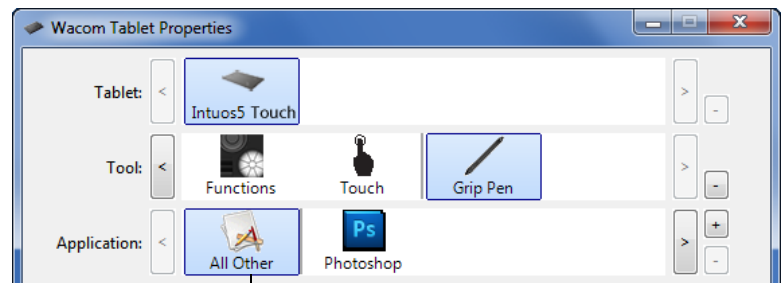 Wacom Tablet Properties
Tablet: < Intuos5 Touch > -
Tool: < Functions Touch Grip Pen > -
Ps
Application: < All Other Photoshop > + -